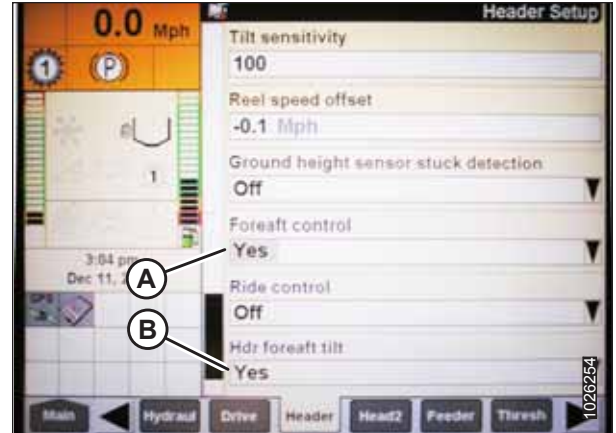 0.0 Mph
Header Setup
Tilt sensitivity
100
1
P
Reel speed offset
-0.1 Mph
Ground height sensor stuck detection
Off
1
Foreaft control
Yes
3:04 pm
Dec 11, 2
A
Ride control
Off
GPS
B
Hdr foreaft tilt
Yes
1026254
Main
Hydraul
Drive
Header
Head2
Feeder
Thresh